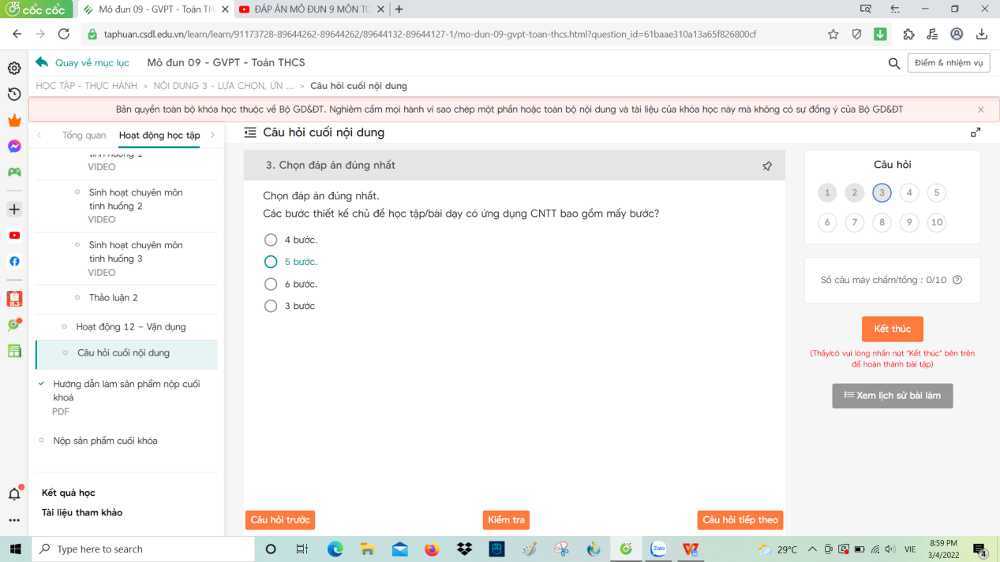 cốc cốc
Mô đun 09 - GVPT - Toán TH
ĐÁP ÁN MÔ ĐUN 9 MÔN TO
taphuan.csdl.edu.vn/learn/learn/91173728-89644262-89644262/89644132-89644127-1/mo-dun-09-gvpt-toan-thcs.html?question_id=61baae310a13a65f826800cf
Quay về mục lục
Mô đun 09 - GVPT - Toán THCS
Điểm & nhiệm vụ
HỌC TẬP - THỰC HÀNH > NỘI DUNG 3 - LỰA CHỌN, ỨN ... > Câu hỏi cuối nội dung
Bản quyền toàn bộ khóa học thuộc về Bộ GD&ĐT. Nghiêm cấm mọi hành vi sao chép một phần hoặc toàn bộ nội dung và tài liệu của khóa học này mà không có sự đồng ý của Bộ GD&ĐT
Tổng quan
Hoạt động học tập
tình huống 1
VIDEO
Sinh hoạt chuyên môn
tình huống 2
VIDEO
Sinh hoạt chuyên môn
tình huống 3
VIDEO
Thảo luận 2
Hoạt động 12 – Vận dụng
Câu hỏi cuối nội dung
Hướng dẫn làm sản phẩm nộp cuối
khoá
PDF
Nộp sản phẩm cuối khóa
Kết quả học
Tài liệu tham khảo
Câu hỏi cuối nội dung
3. Chọn đáp án đúng nhất
Chọn đáp án đúng nhất.
Các bước thiết kế chủ đề học tập/bài dạy có ứng dụng CNTT bao gồm mấy bước?
4 bước.
5 bước.
6 bước.
3 bước
Câu hỏi trước
Kiểm tra
Câu hỏi tiếp theo
Câu hỏi
1 2 3 4 5
6 7 8 9 10
Số câu máy chấm/tổng : 0/10
Kết thúc
(Thầy/cô vui lòng nhấn nút "Kết thúc" bên trên
để hoàn thành bài tập)
Xem lịch sử bài làm
15.3
Type here to search
Zalo
29°C
VIE
8:59 PM
3/4/2022
4